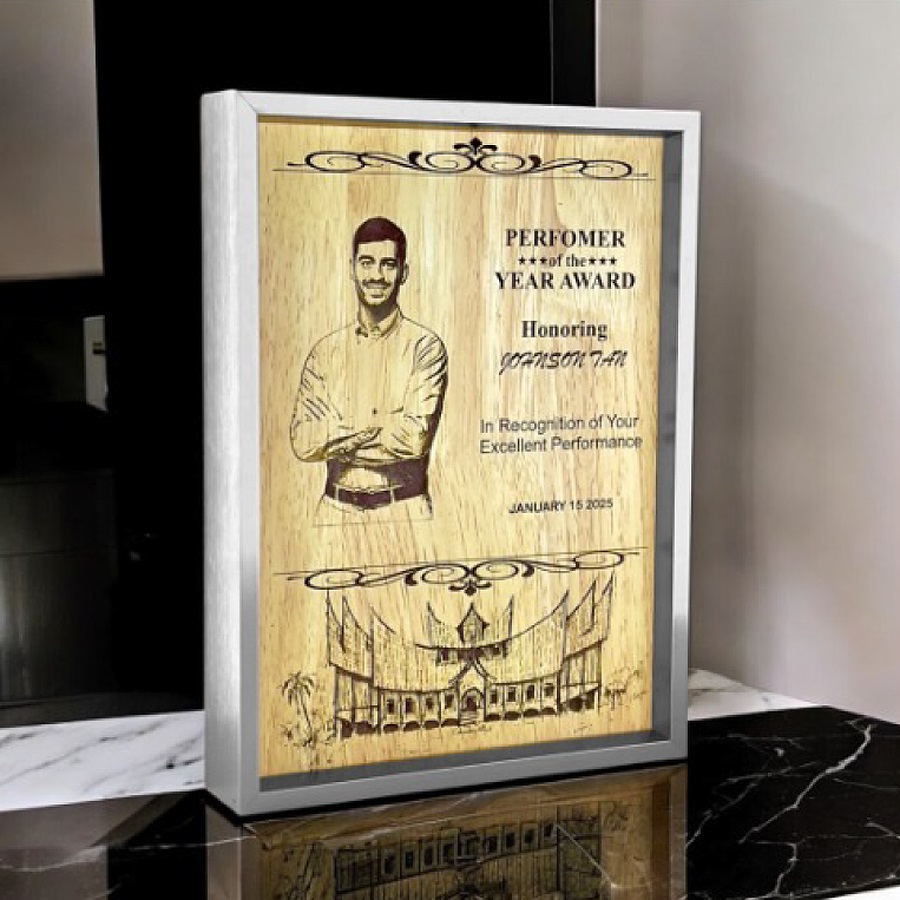 PERFOMER
★★★of the★★★
YEAR AWARD
Honoring
JOHNSON TAN
In Recognition of Your
Excellent Performance
JANUARY 15 2025